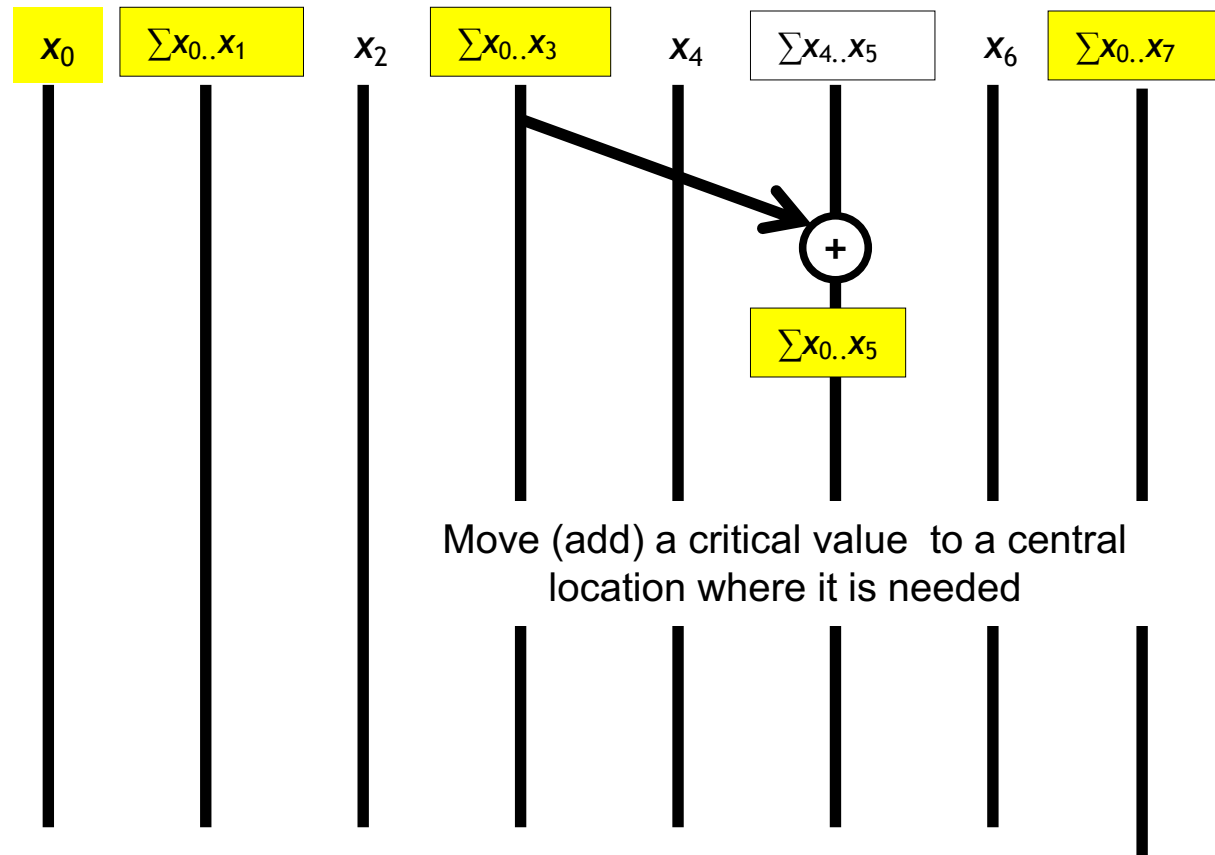 x₀ ∑x₀..x₁ x₂ ∑x₀..x₃ x₄ ∑x₄..x₅ x₆ ∑x₀..x₇
+
∑x₀..x₅
Move (add) a critical value to a central
location where it is needed